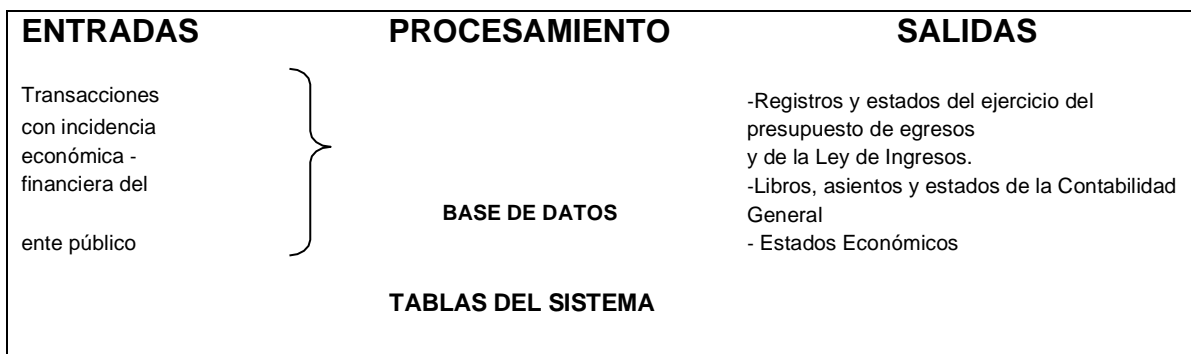 ENTRADAS PROCESAMIENTO SALIDAS
Transacciones
con incidencia
económica -
financiera del
ente público
BASE DE DATOS
TABLAS DEL SISTEMA
-Registros y estados del ejercicio del
presupuesto de egresos
y de la Ley de Ingresos.
-Libros, asientos y estados de la Contabilidad
General
- Estados Económicos